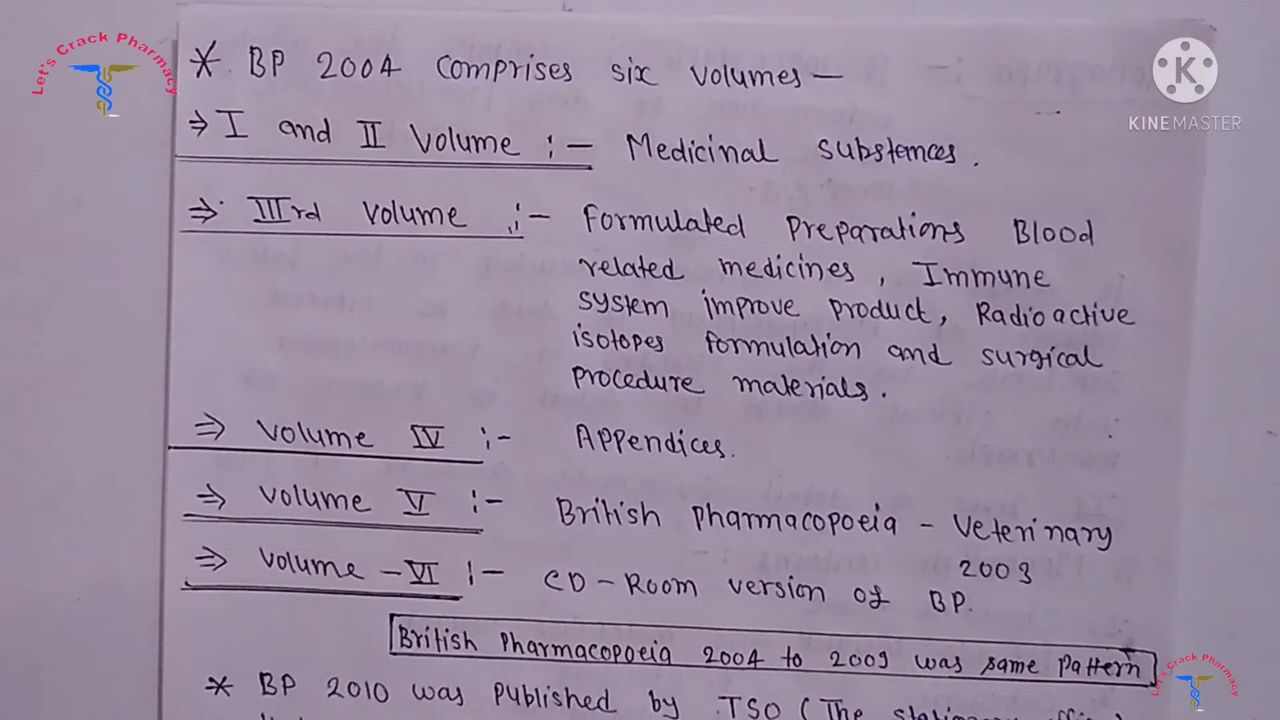 Let's Crack Pharmacy
K
KINEMASTER
* BP 2004 comprises six volumes —
⇒ I and II Volume :— Medicinal substances.
⇒ IIIrd volume :— Formulated Preparations Blood
related medicines, Immune
system improve product, Radioactive
isotopes formulation and surgical
procedure materials.
⇒ volume IV :— Appendices.
⇒ volume V :— British Pharmacopoeia - Veterinary
2003
⇒ volume - VI :— CD-Room version of BP.
British Pharmacopoeia 2004 to 2009 was same Pattern
* BP 2010 was published by TSO (The
Let's Crack Pharmacy